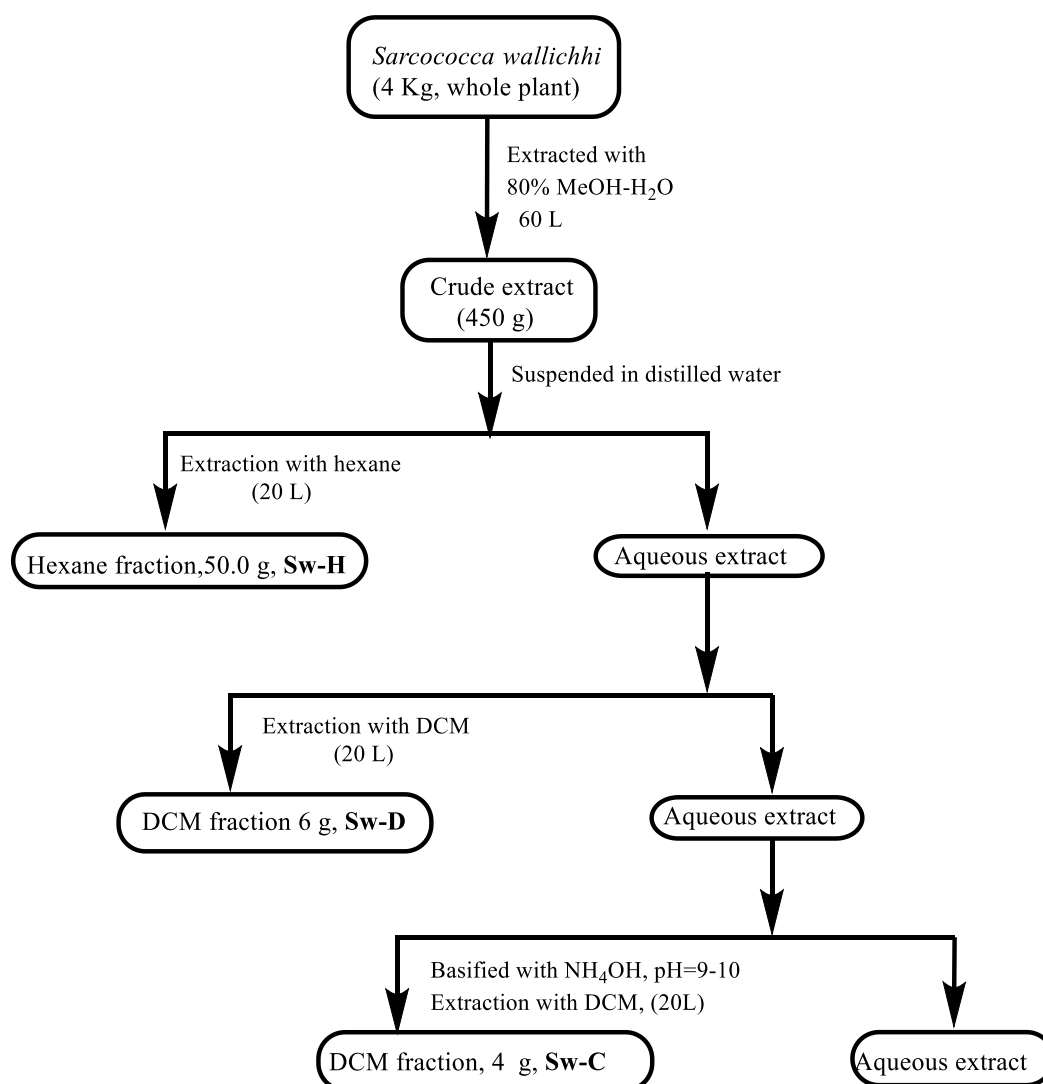 Sarcococca wallichhi
(4 Kg, whole plant)
Extracted with
80% MeOH-H₂O
60 L
Crude extract
(450 g)
Suspended in distilled water
Extraction with hexane
(20 L)
Hexane fraction,50.0 g, Sw-H
Aqueous extract
Extraction with DCM
(20 L)
DCM fraction 6 g, Sw-D
Aqueous extract
Basified with NH₄OH, pH=9-10
Extraction with DCM, (20L)
DCM fraction, 4 g, Sw-C
Aqueous extract